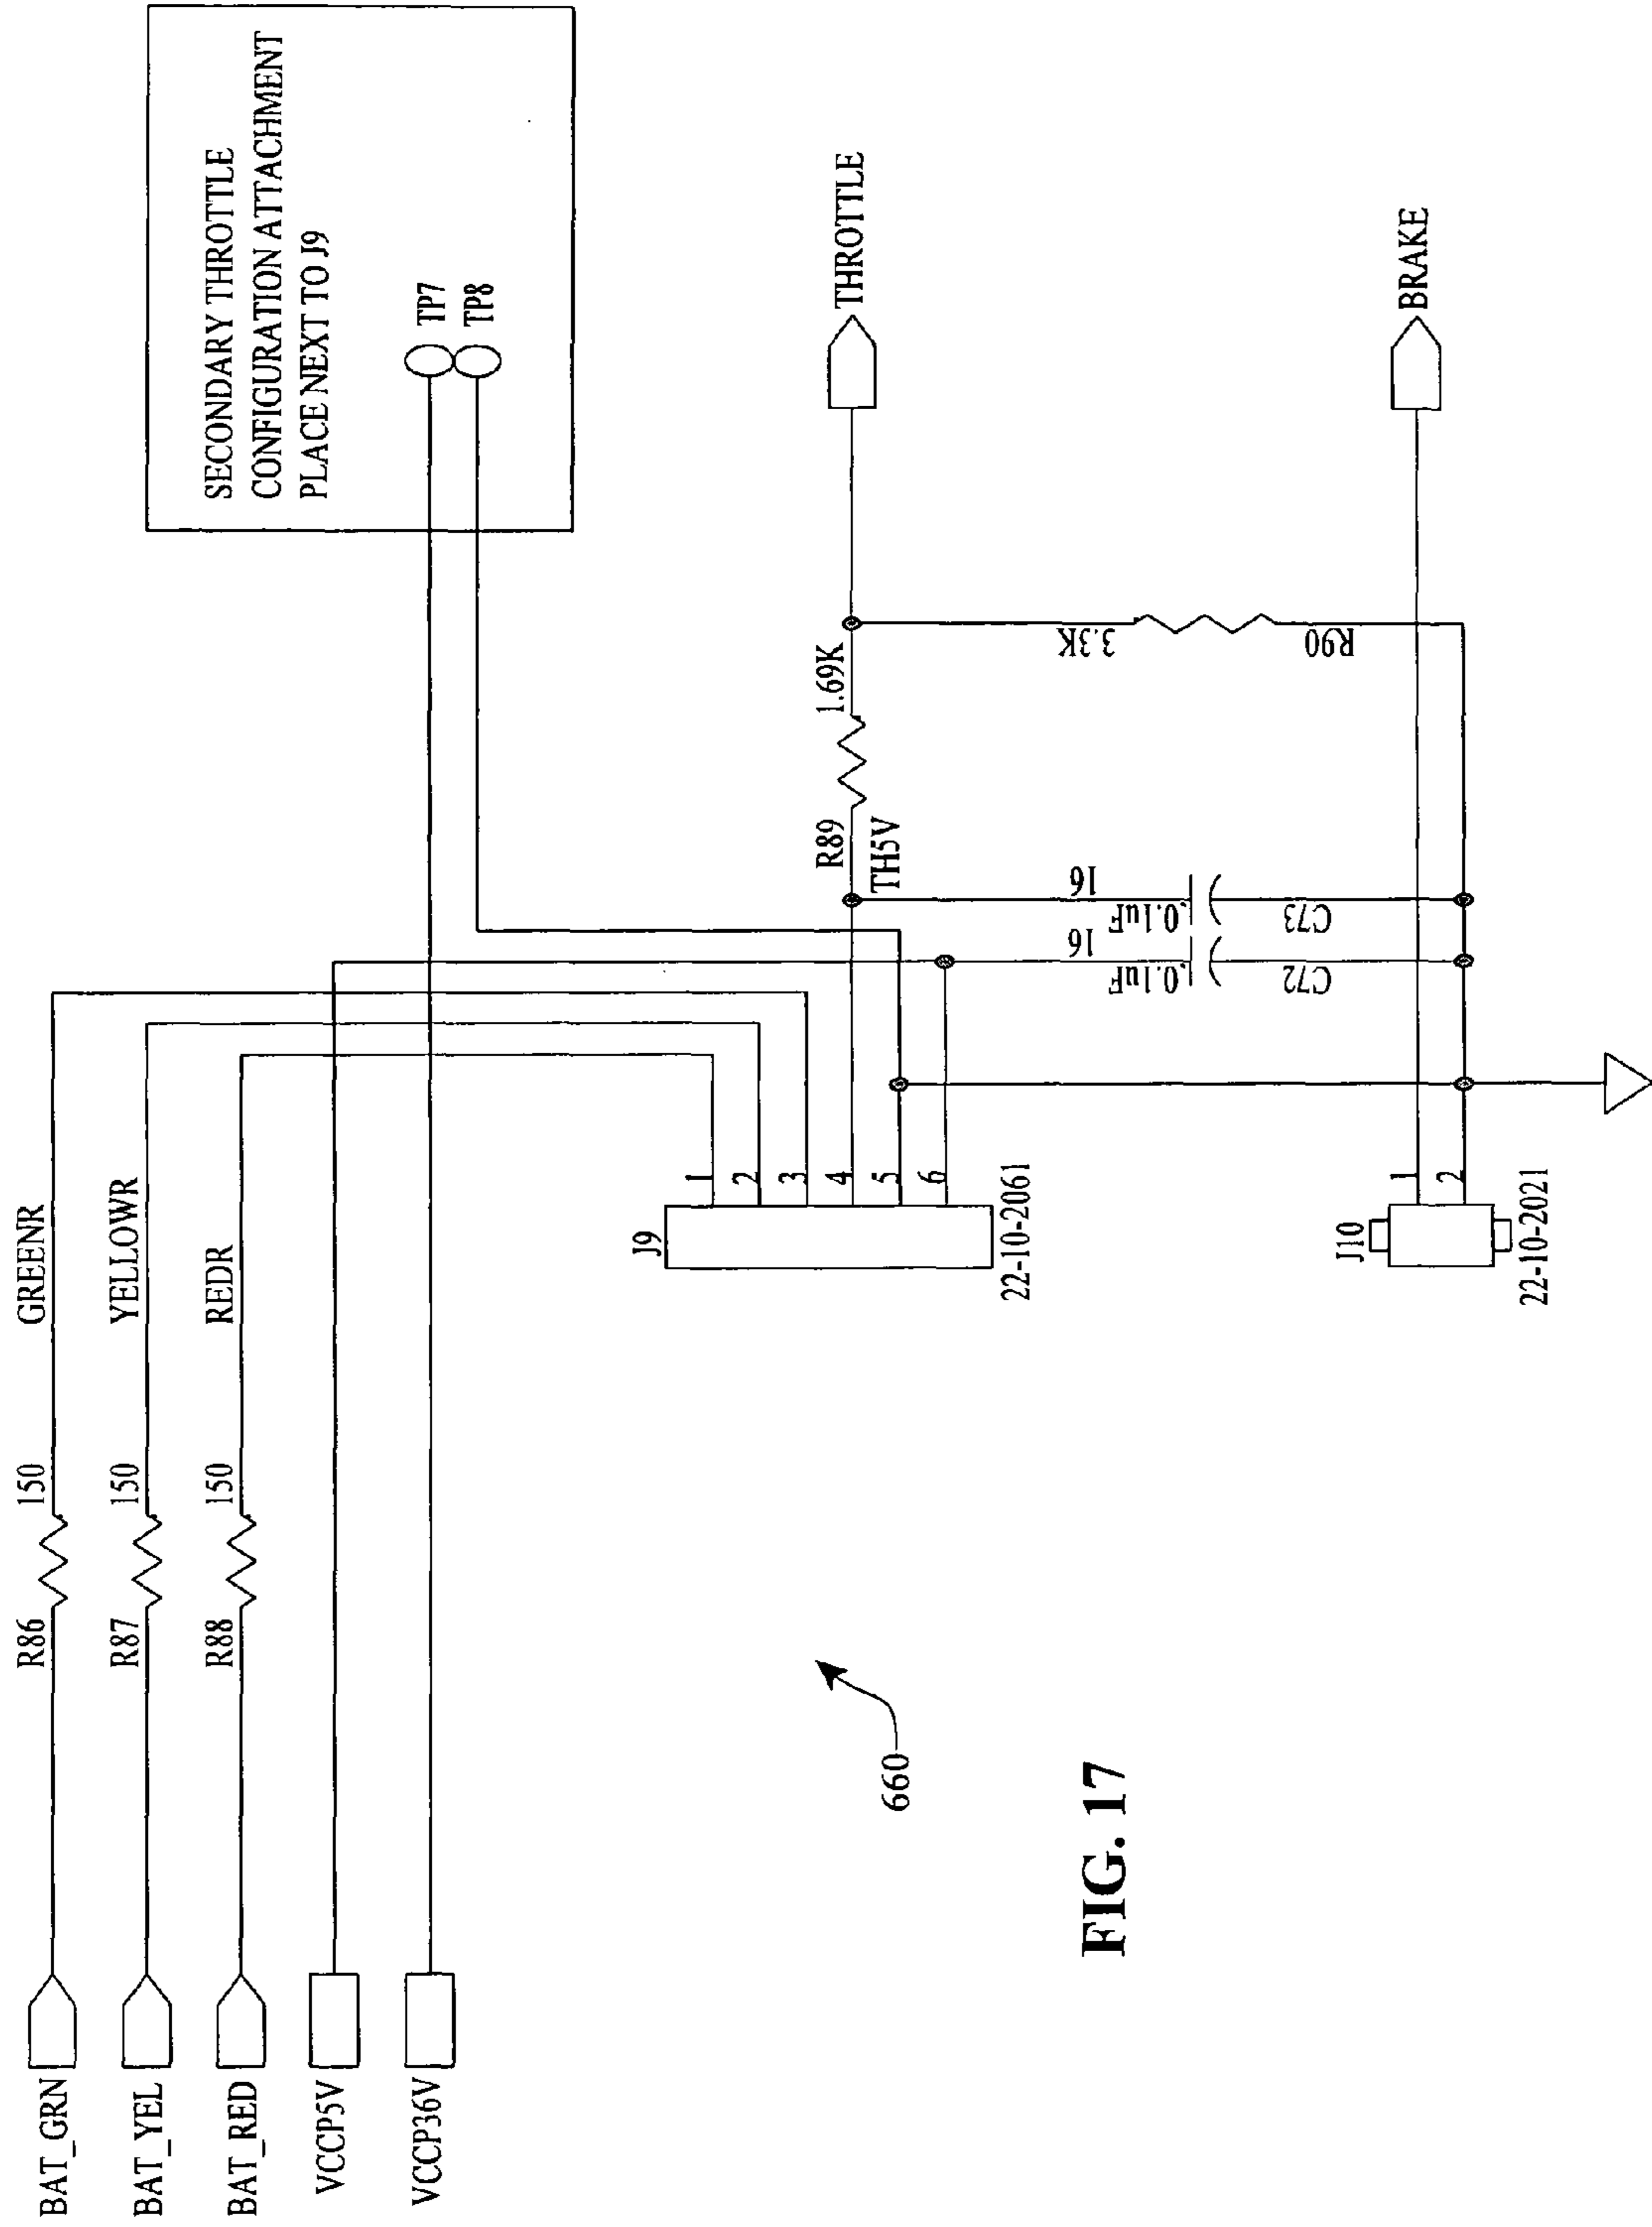 BAT_GRN
R86
150
GREENR
BAT_YEL
R87
150
YELLOWR
BAT_RED
R88
150
REDR
VCCP5V
VCCP36V
SECONDARY THROTTLE
CONFIGURATION ATTACHMENT
PLACE NEXT TO J9
TP7
TP8
J9
1
2
3
4
5
6
22-10-2061
R89
1.69K
TH5V
THROTTLE
16
0.1uF
C73
16
0.1uF
C72
3.3K
R90
J10
1
2
22-10-2021
BRAKE
660
FIG. 17